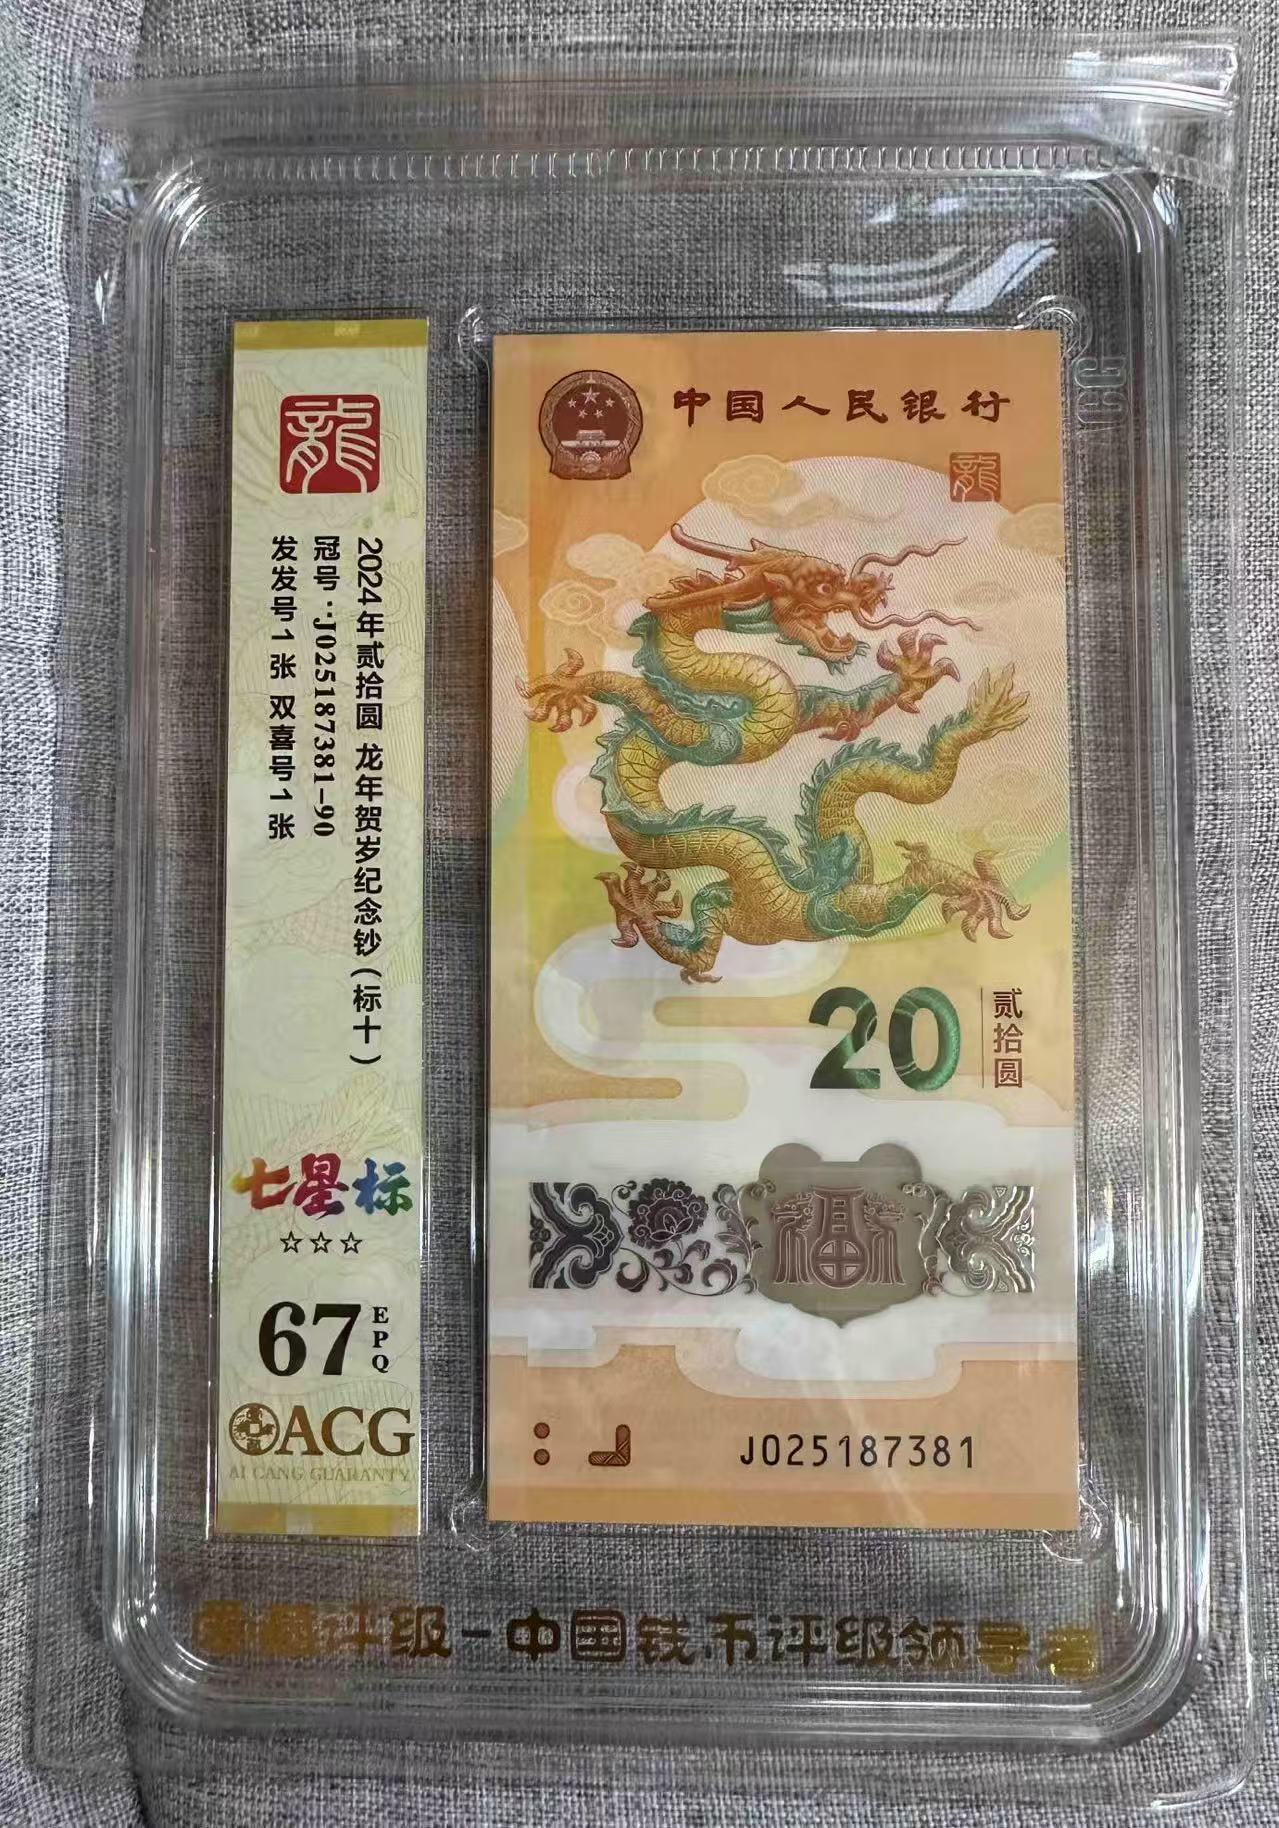 龍
2024年贰拾圆 龙年贺岁纪念钞(标十)
冠号:J025187381-90
发发号1张 双喜号1张
七星标
☆☆☆
67
EPQ
ACG
AI CANG GUARANTY
中国人民银行
龍
20
贰拾圆
福
J025187381
评级-中国钱币评级领导者